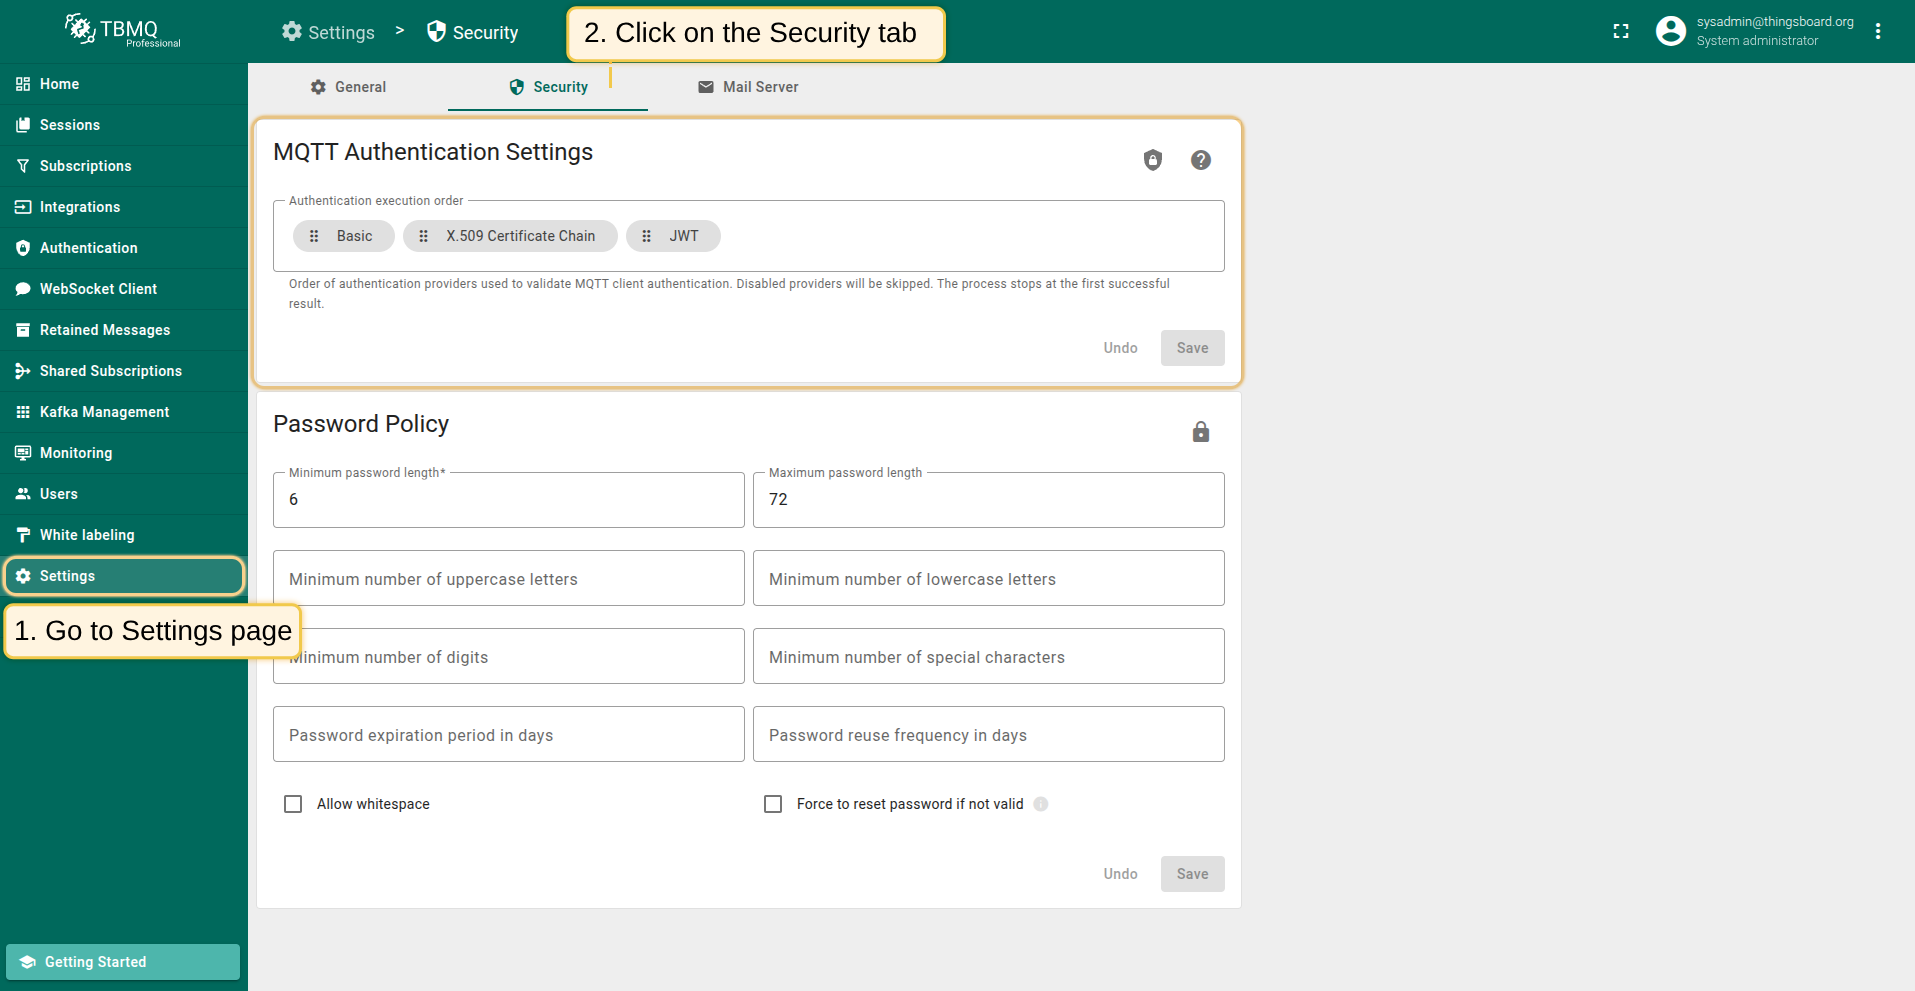 TBMQ
Professional
Settings > Security
2. Click on the Security tab
sysadmin@thingsboard.org
System administrator
Home
Sessions
Subscriptions
Integrations
Authentication
WebSocket Client
Retained Messages
Shared Subscriptions
Kafka Management
Monitoring
Users
White labeling
Settings
1. Go to Settings page
Getting Started
General
Security
Mail Server
MQTT Authentication Settings
Authentication execution order
Basic
X.509 Certificate Chain
JWT
Order of authentication providers used to validate MQTT client authentication. Disabled providers will be skipped. The process stops at the first successful
result.
Undo
Save
Password Policy
Minimum password length*
6
Maximum password length
72
Minimum number of uppercase letters
Minimum number of lowercase letters
Minimum number of digits
Minimum number of special characters
Password expiration period in days
Password reuse frequency in days
Allow whitespace
Force to reset password if not valid
Undo
Save